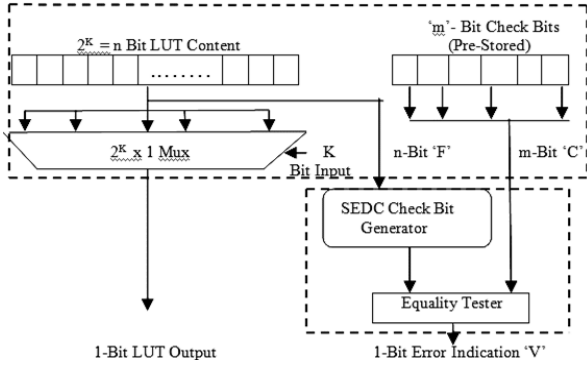 2^K = n Bit LUT Content
‘m’- Bit Check Bits
(Pre-Stored)
........
2^K x 1 Mux
K
Bit Input
n-Bit ‘F’
m-Bit ‘C’
SEDC Check Bit
Generator
Equality Tester
1-Bit LUT Output
1-Bit Error Indication ‘V’